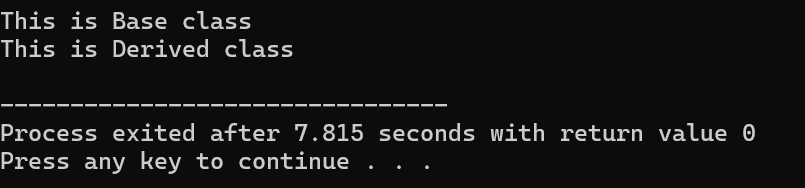 This is Base class
This is Derived class
--------------------------------
Process exited after 7.815 seconds with return value 0
Press any key to continue . . .